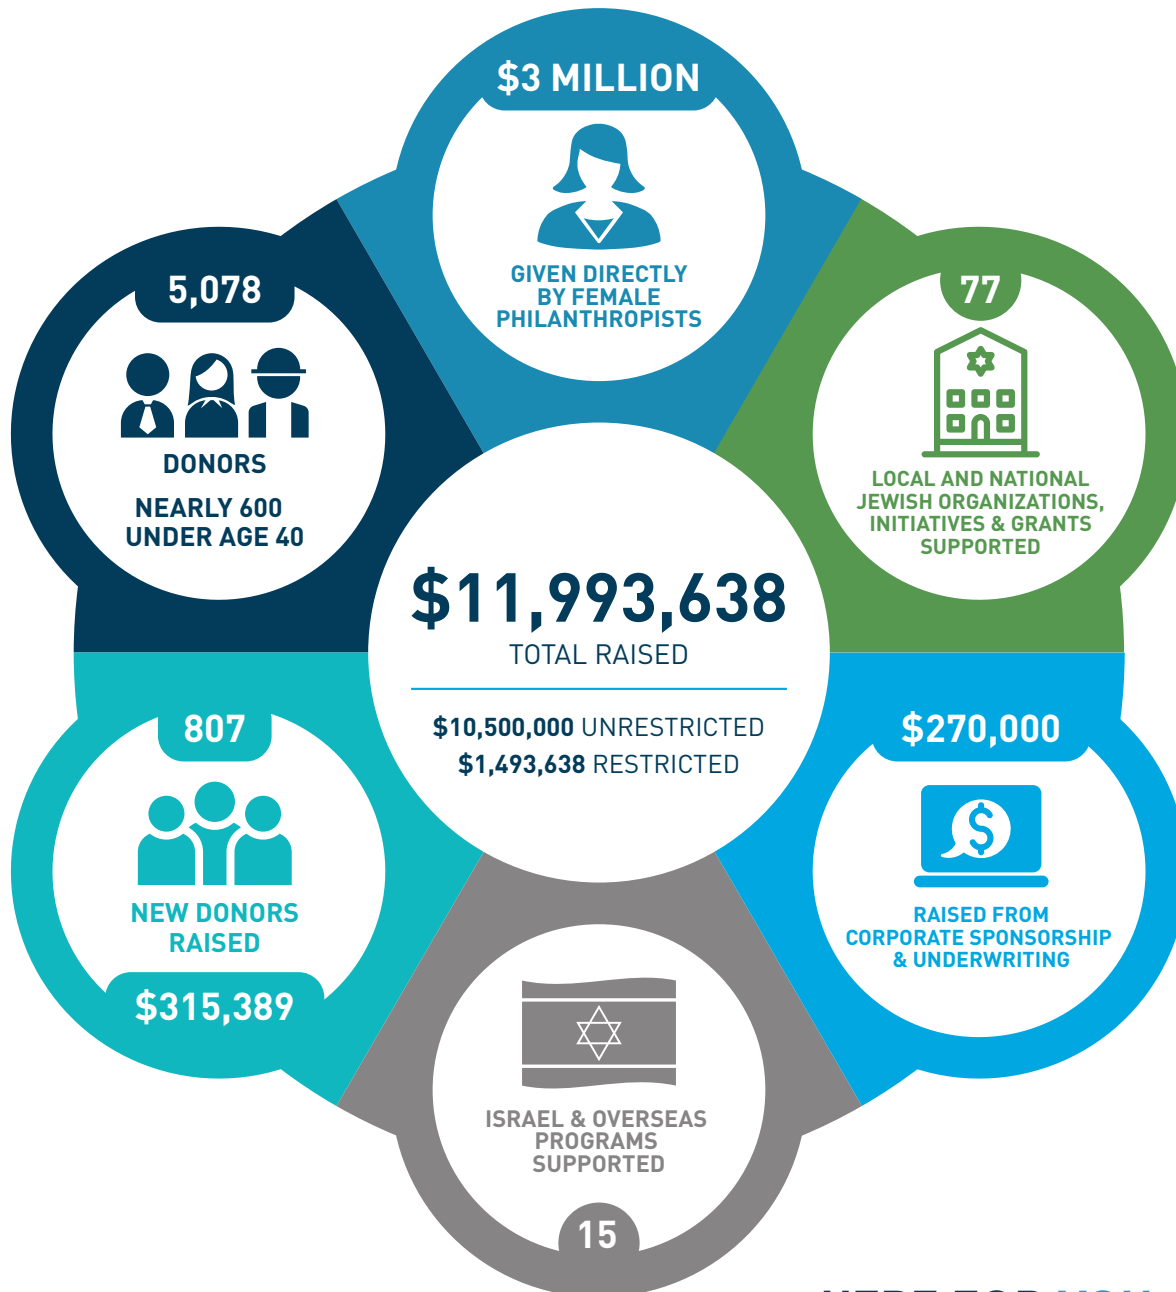 $3 MILLION
GIVEN DIRECTLY
BY FEMALE
PHILANTHROPISTS
5,078
DONORS
NEARLY 600
UNDER AGE 40
77
LOCAL AND NATIONAL
JEWISH ORGANIZATIONS,
INITIATIVES & GRANTS
SUPPORTED
$11,993,638
TOTAL RAISED
$10,500,000 UNRESTRICTED
$1,493,638 RESTRICTED
807
NEW DONORS
RAISED
$315,389
$270,000
RAISED FROM
CORPORATE SPONSORSHIP
& UNDERWRITING
ISRAEL & OVERSEAS
PROGRAMS
SUPPORTED
15